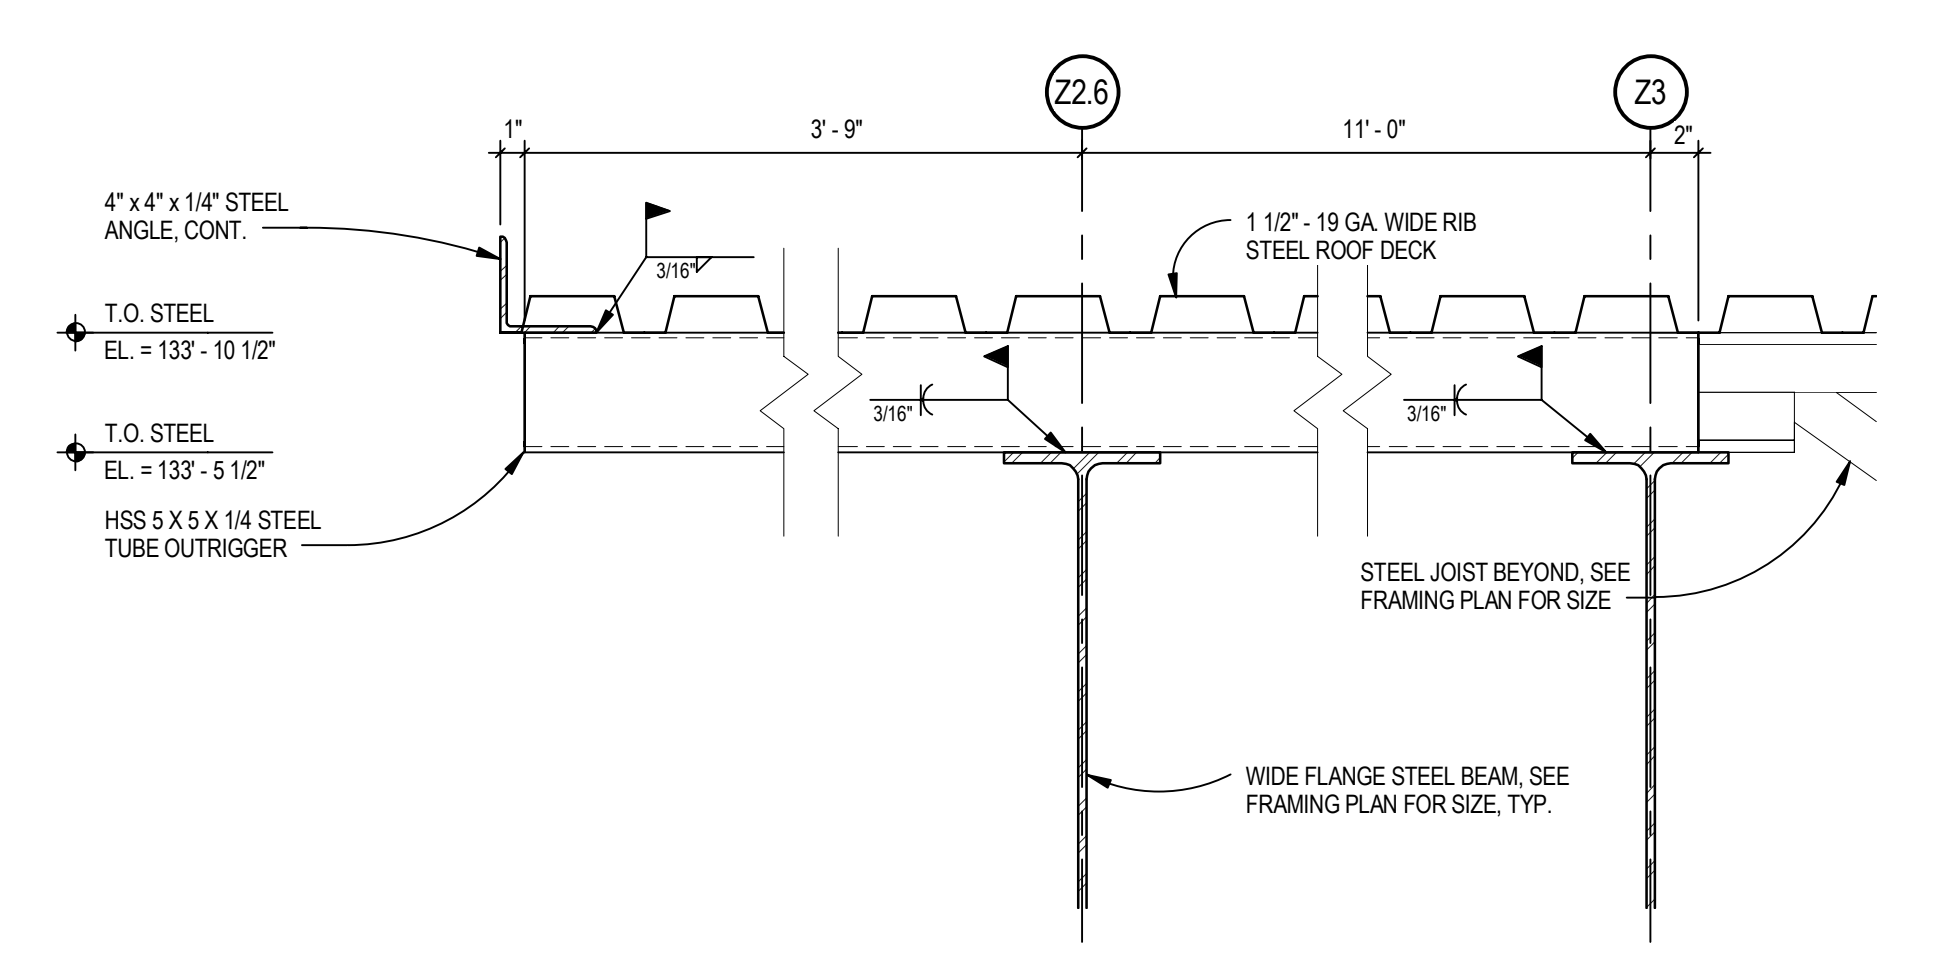 Z2.6
Z3
1"
3' - 9"
11' - 0"
2"
4" x 4" x 1/4" STEEL
ANGLE, CONT.
3/16"
1 1/2" - 19 GA. WIDE RIB
STEEL ROOF DECK
T.O. STEEL
EL. = 133' - 10 1/2"
3/16"
3/16"
T.O. STEEL
EL. = 133' - 5 1/2"
HSS 5 X 5 X 1/4 STEEL
TUBE OUTRIGGER
STEEL JOIST BEYOND, SEE
FRAMING PLAN FOR SIZE
WIDE FLANGE STEEL BEAM, SEE
FRAMING PLAN FOR SIZE, TYP.